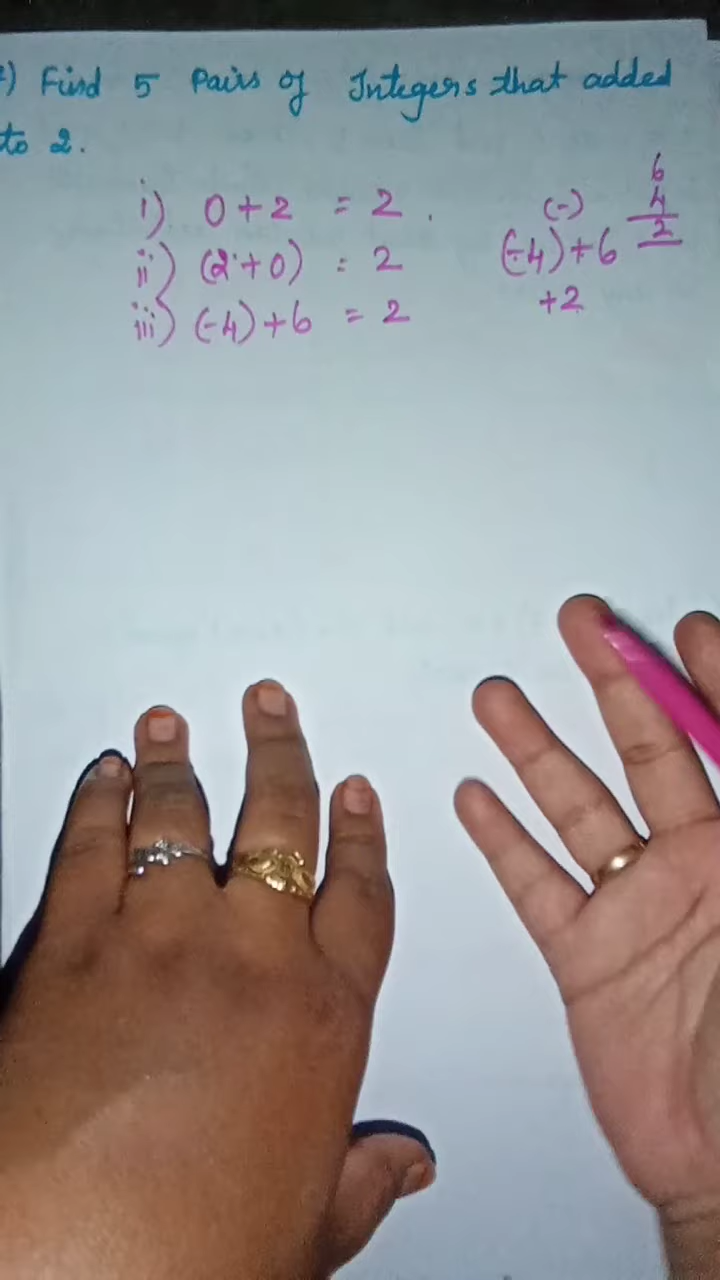 2) Find 5 Pairs of Integers that added
to 2.
i) 0 + 2 = 2.
ii) (2 + 0) = 2
iii) (-4) + 6 = 2
(-)
(-4) + 6
+2
6
4
2